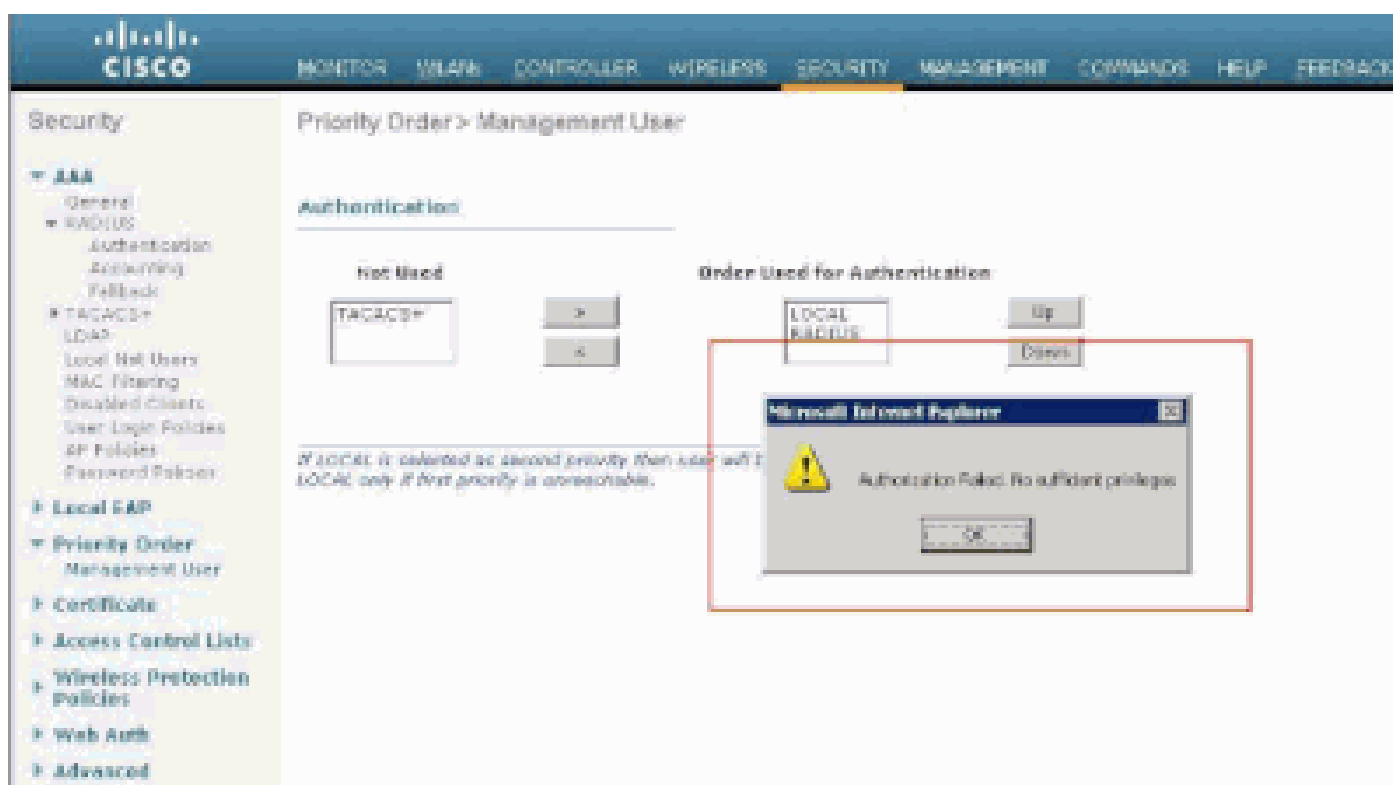 CISCO
MONITOR WLANs CONTROLLER WIRELESS SECURITY MANAGEMENT COMMANDS HELP FEEDBACK
Security
AAA
General
RADIUS
Authentication
Accounting
Fallback
TACACS+
LDAP
Local Net Users
MAC Filtering
Disabled Clients
User Login Policies
AP Policies
Password Policies
Local EAP
Priority Order
Management User
Certificate
Access Control Lists
Wireless Protection
Policies
Web Auth
Advanced
Priority Order > Management User
Authentication
Not Used
Order Used for Authentication
TACACS+
>
<
LOCAL
RADIUS
Up
Down
If LOCAL is selected as second priority then user will
LOCAL only if first priority is unreachable.
Microsoft Internet Explorer
Authorization Failed. No sufficient privileges
OK